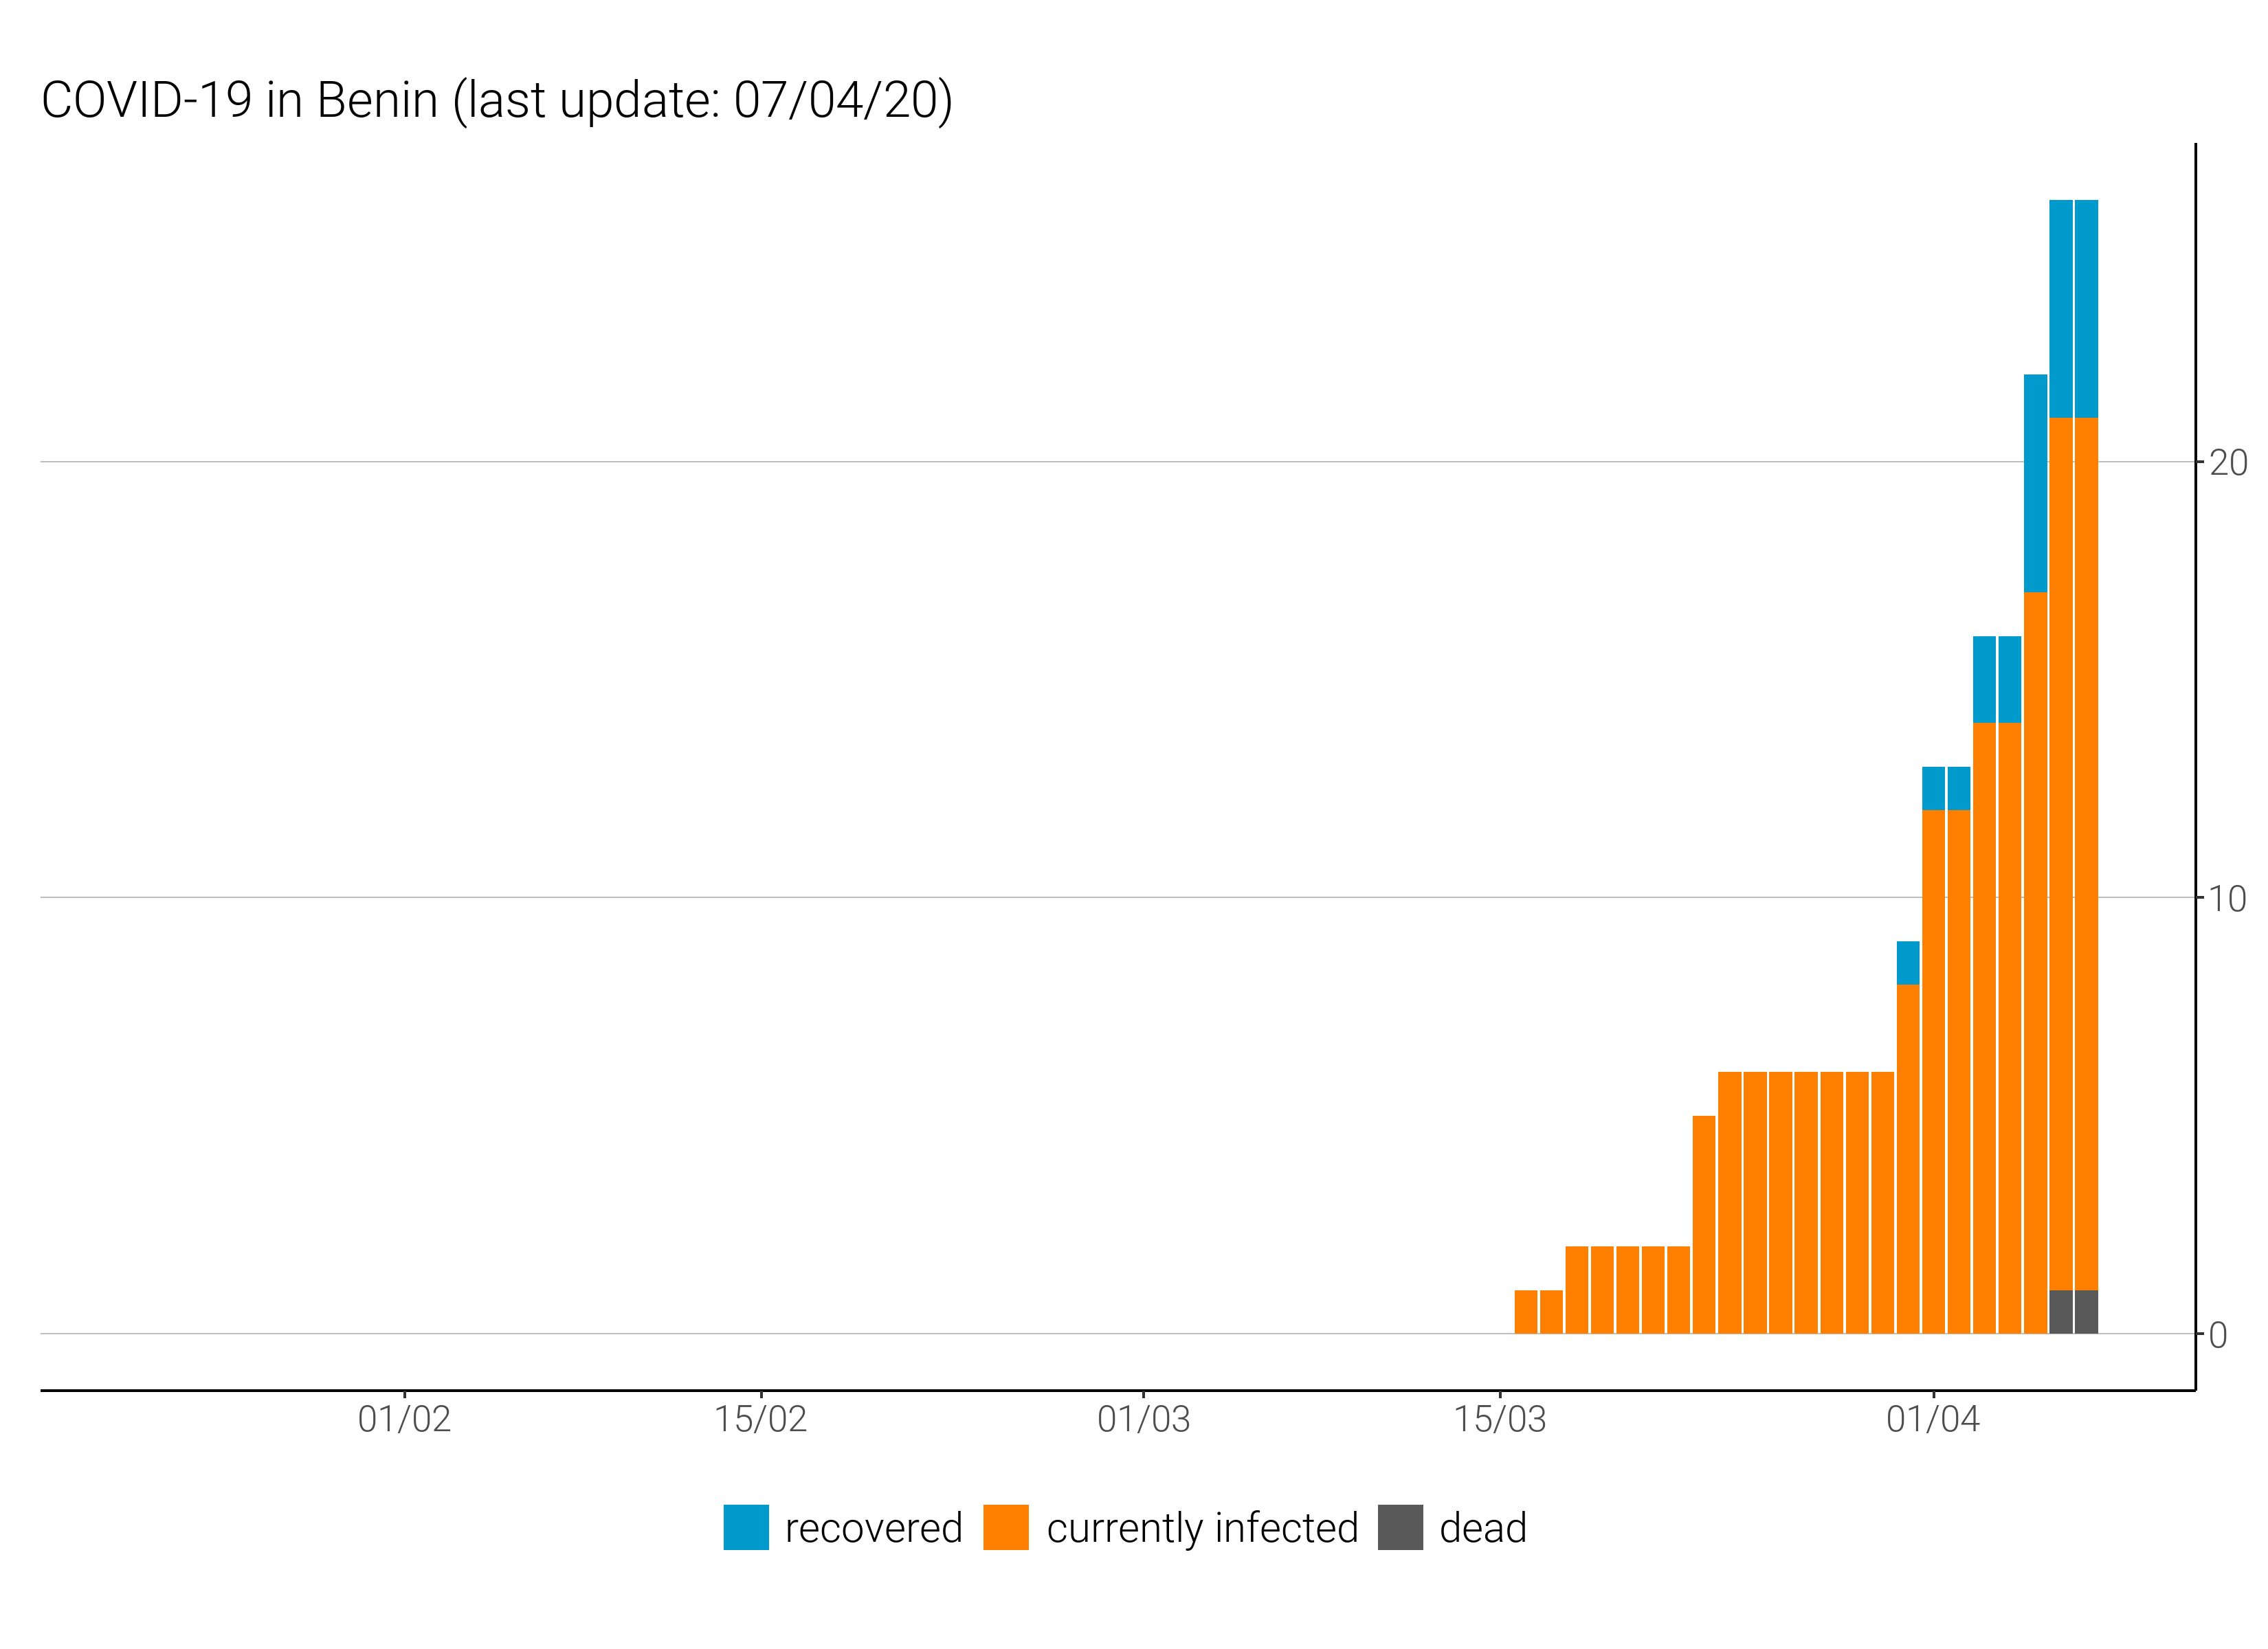 COVID-19 in Benin (last update: 07/04/20)
20
10
0
01/02 15/02 01/03 15/03 01/04
recovered currently infected dead